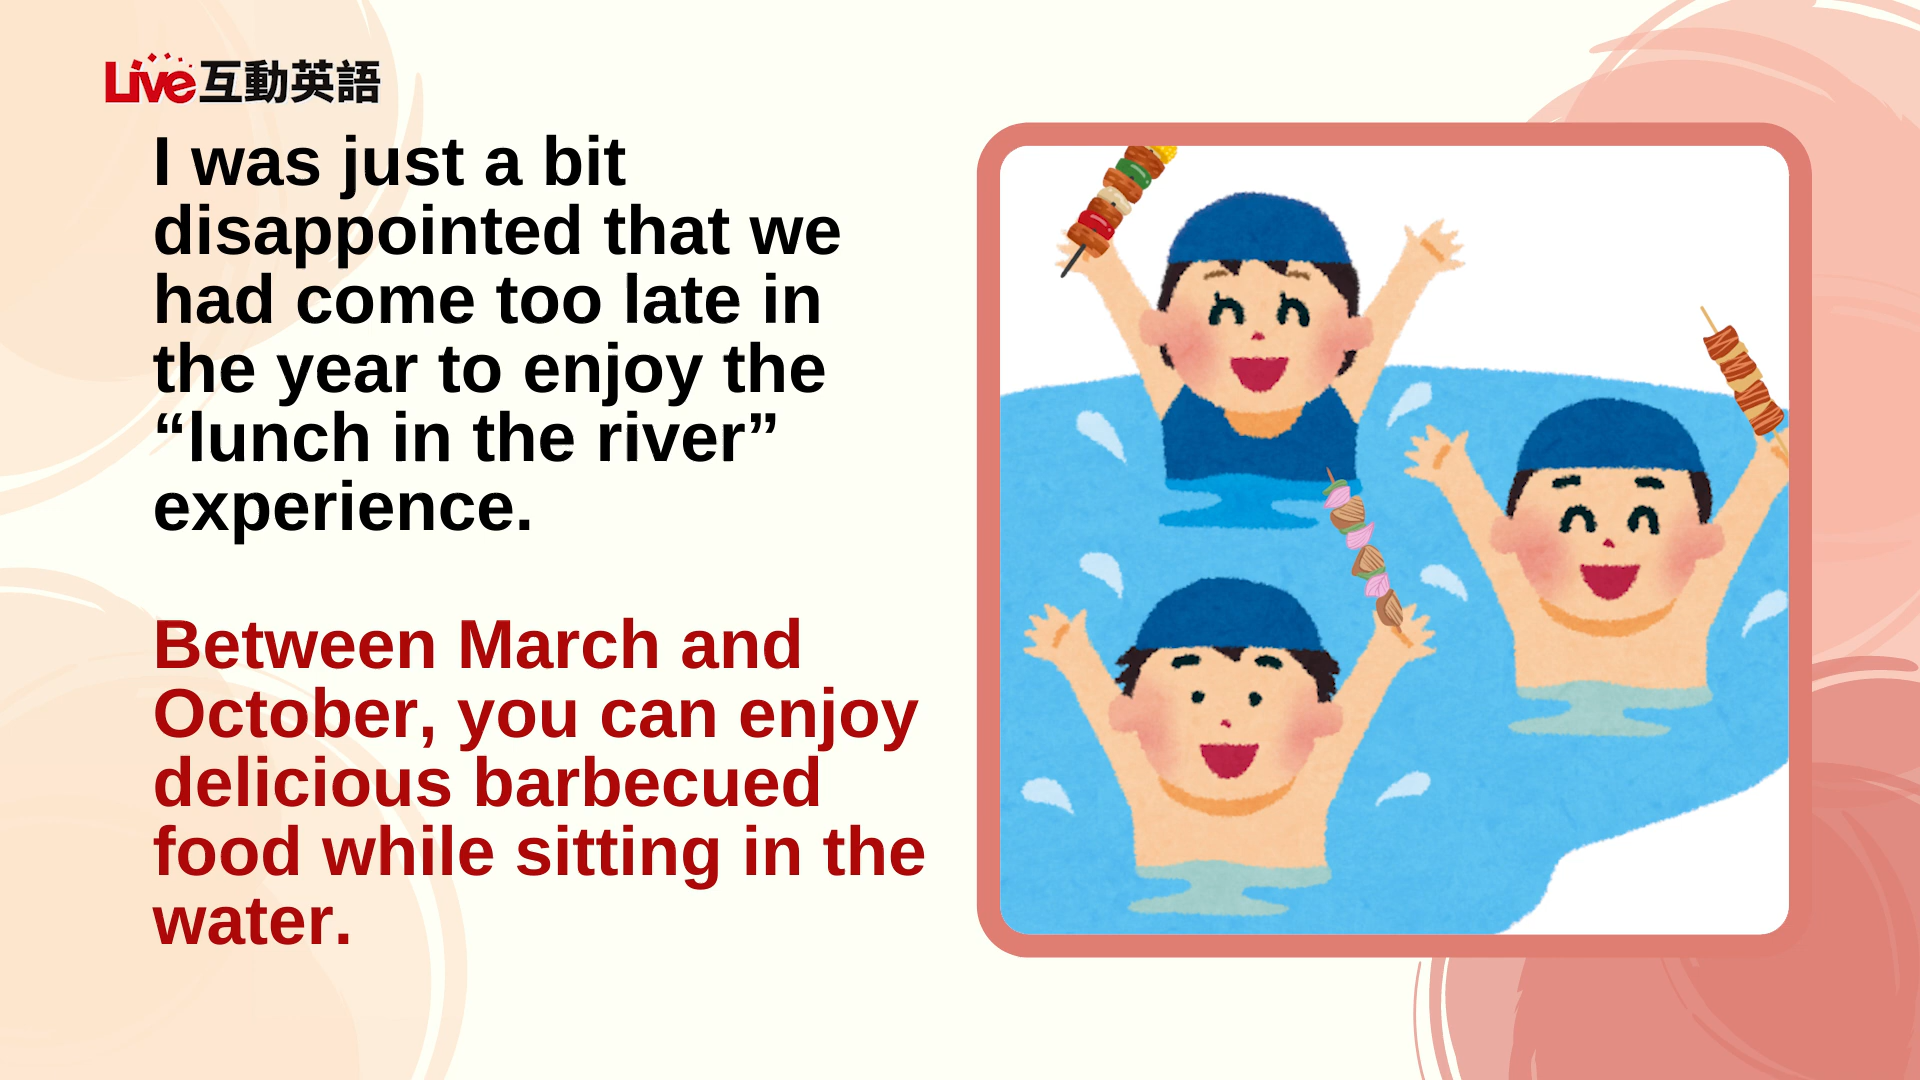 Live互動英語
I was just a bit
disappointed that we
had come too late in
the year to enjoy the
“lunch in the river”
experience.
Between March and
October, you can enjoy
delicious barbecued
food while sitting in the
water.